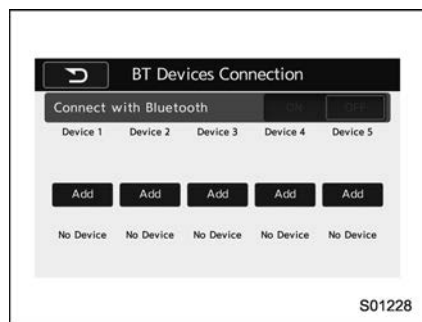 BT Devices Connection
Connect with Bluetooth ON OFF
Device 1 Device 2 Device 3 Device 4 Device 5
Add Add Add Add Add
No Device No Device No Device No Device No Device
S01228